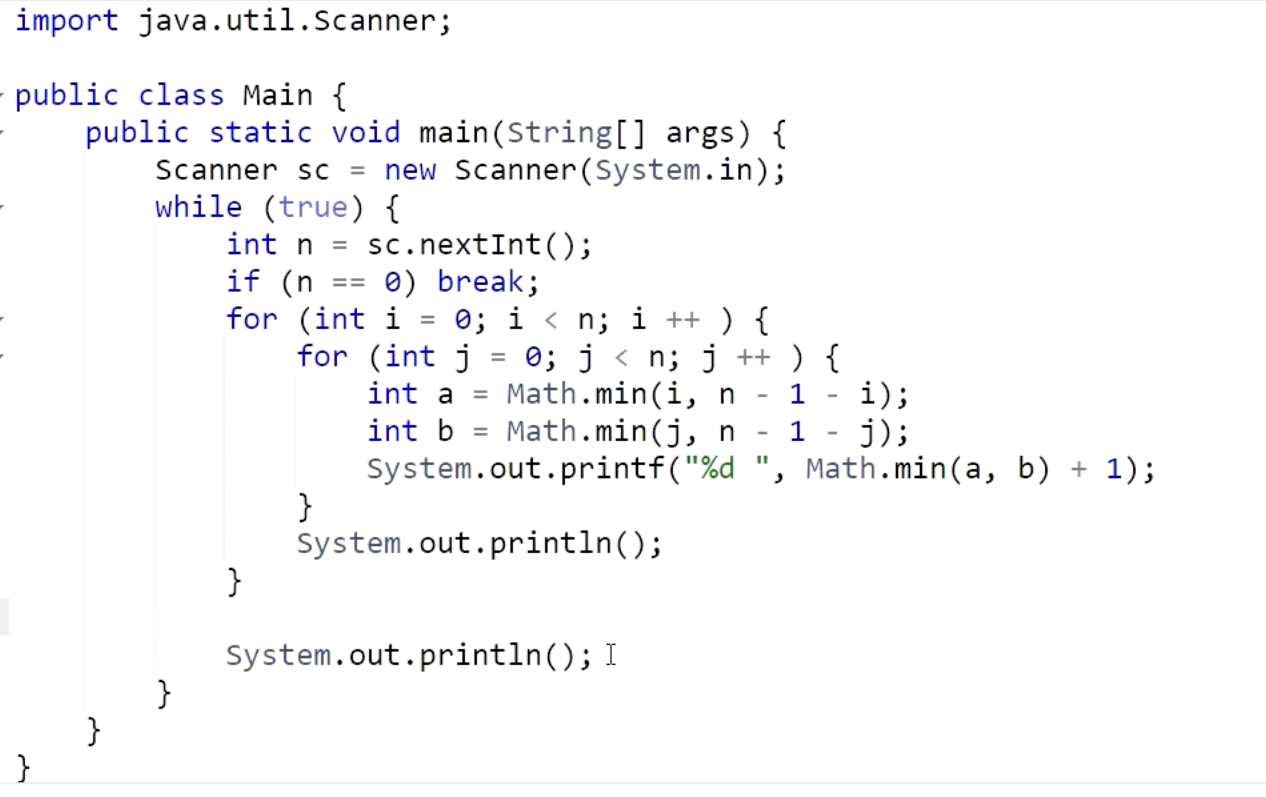 import java.util.Scanner;
public class Main {
    public static void main(String[] args) {
        Scanner sc = new Scanner(System.in);
        while (true) {
            int n = sc.nextInt();
            if (n == 0) break;
            for (int i = 0; i < n; i ++ ) {
                for (int j = 0; j < n; j ++ ) {
                    int a = Math.min(i, n - 1 - i);
                    int b = Math.min(j, n - 1 - j);
                    System.out.printf("%d ", Math.min(a, b) + 1);
                }
                System.out.println();
            }
            System.out.println();
        }
    }
}